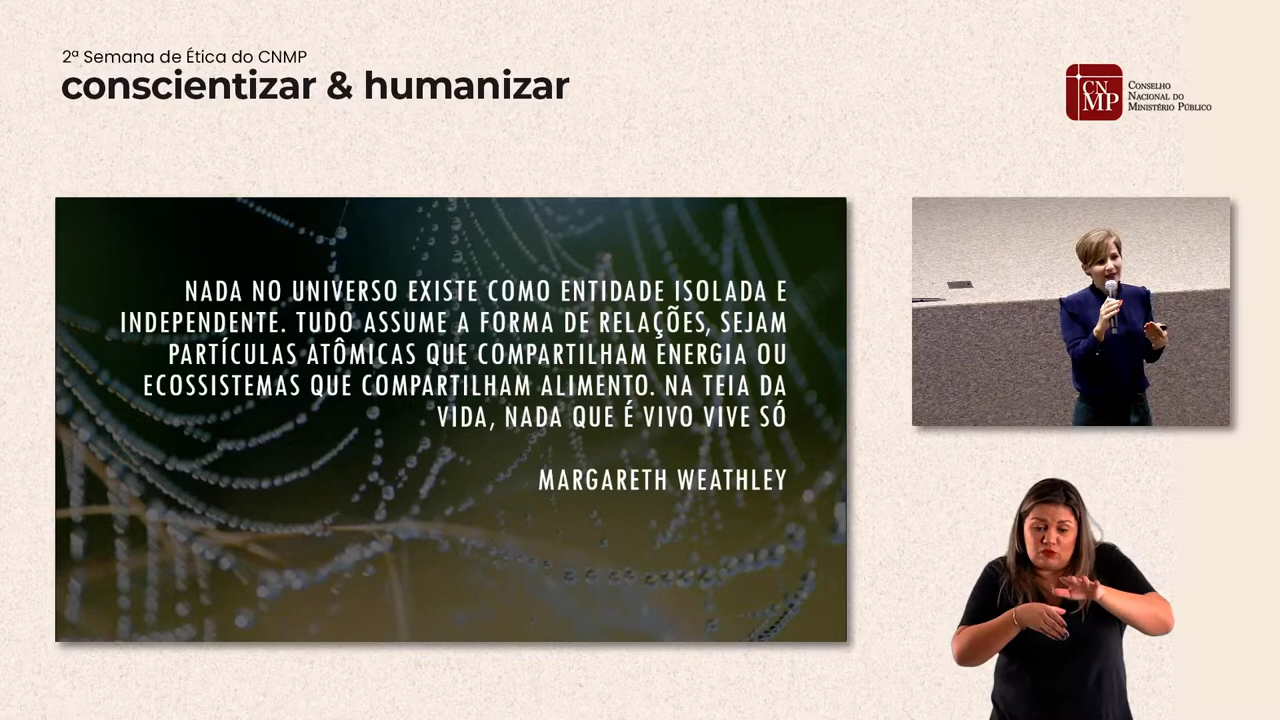 2ª Semana de Ética do CNMP
conscientizar & humanizar
CN
MP
CONSELHO
NACIONAL DO
MINISTÉRIO PÚBLICO
NADA NO UNIVERSO EXISTE COMO ENTIDADE ISOLADA E
INDEPENDENTE. TUDO ASSUME A FORMA DE RELAÇÕES, SEJAM
PARTÍCULAS ATÔMICAS QUE COMPARTILHAM ENERGIA OU
ECOSSISTEMAS QUE COMPARTILHAM ALIMENTO. NA TEIA DA
VIDA, NADA QUE É VIVO VIVE SÓ
MARGARETH WEATHLEY